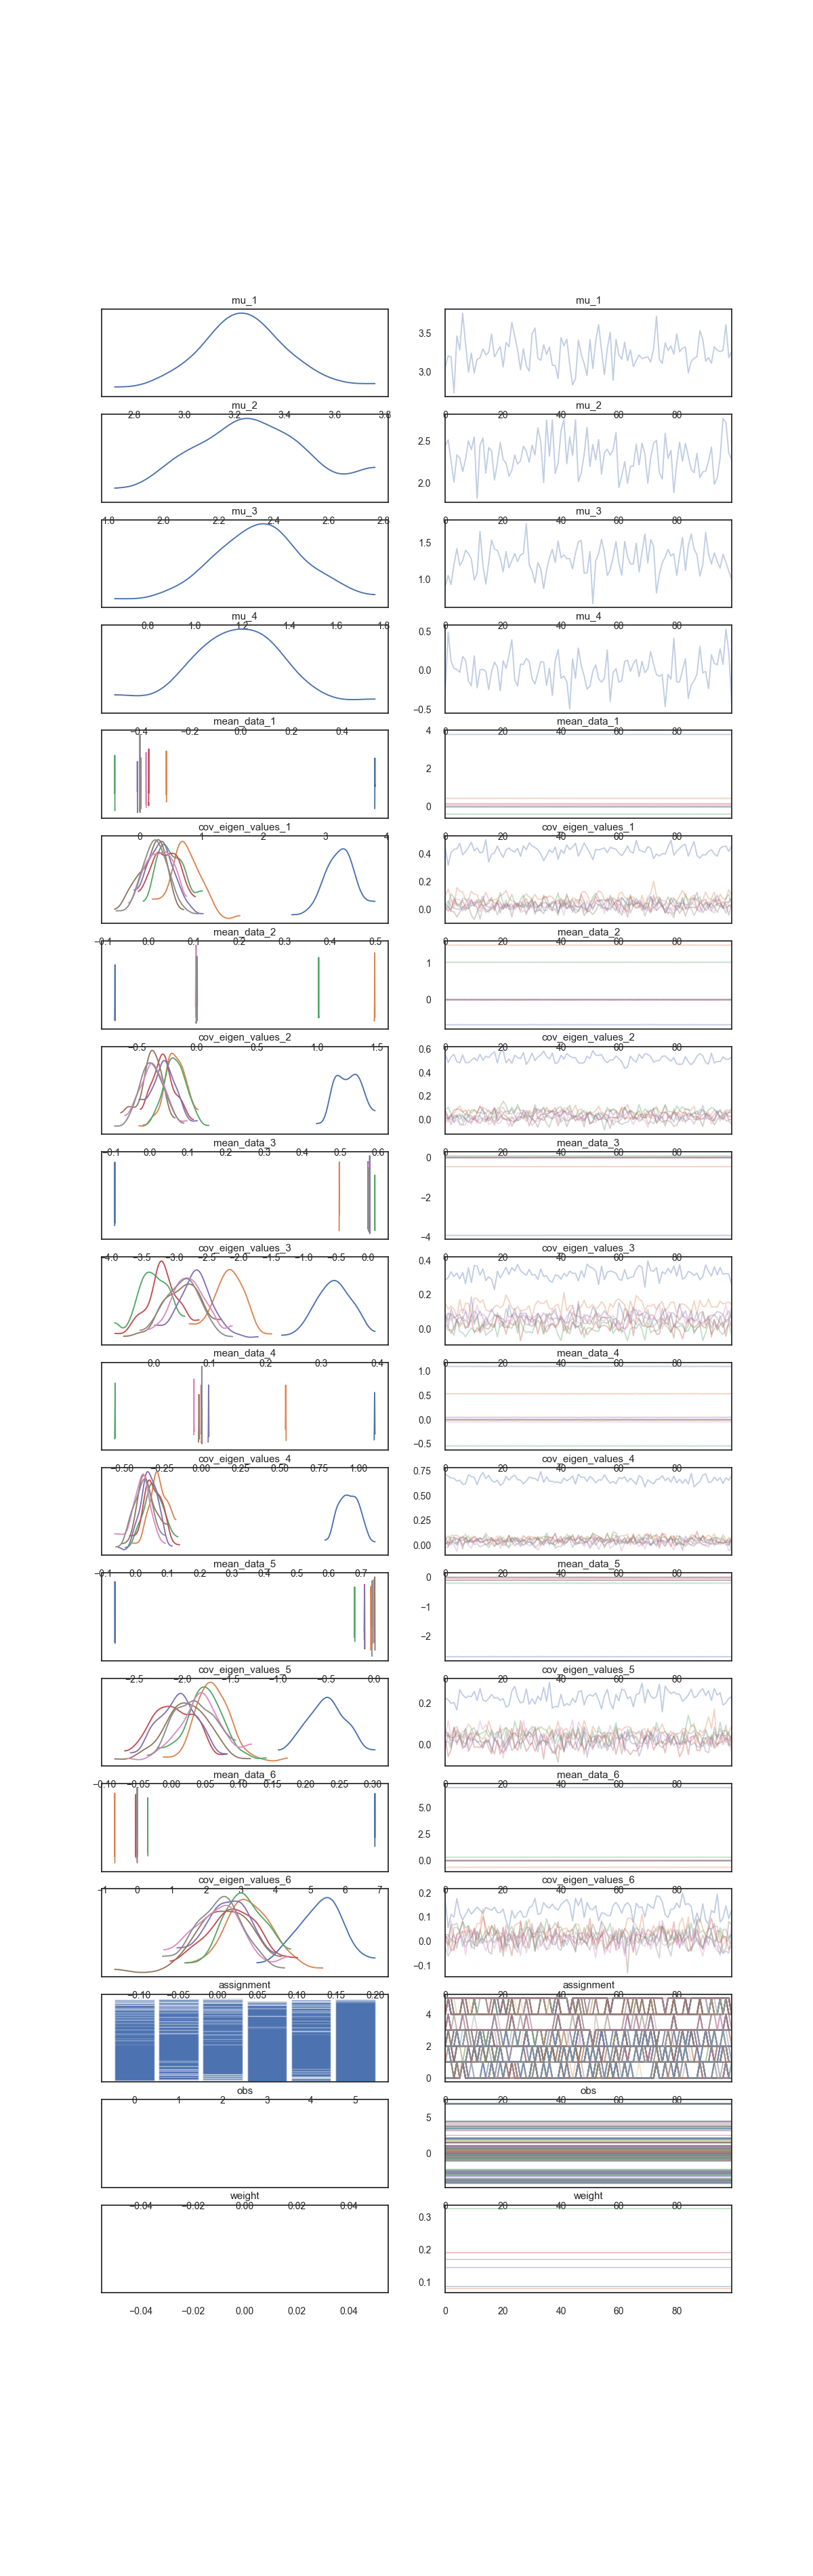 mu_1 mu_1
3.5
3.0
2.8 3.0 3.2 3.4 3.6 3.8
mu_2 mu_2
0 20 40 60 80
2.5
2.0
1.8 2.0 2.2 2.4 2.6 2.8
mu_3 mu_3
0 20 40 60 80
1.5
1.0
0.8 1.0 1.2 1.4 1.6 1.8
mu_4 mu_4
0 20 40 60 80
0.5
0.0
−0.5
−0.4 −0.2 0.0 0.2 0.4
mean_data_1 mean_data_1
0 20 40 60 80
4
2
0
0 1 2 3 4
cov_eigen_values_1 cov_eigen_values_1
0 20 40 60 80
0.4
0.2
0.0
−0.1 0.0 0.1 0.2 0.3 0.4 0.5
mean_data_2 mean_data_2
0 20 40 60 80
1
0
−0.5 0.0 0.5 1.0 1.5
cov_eigen_values_2 cov_eigen_values_2
0 20 40 60 80
0.6
0.4
0.2
0.0
−0.1 0.0 0.1 0.2 0.3 0.4 0.5 0.6
mean_data_3 mean_data_3
0 20 40 60 80
0
−2
−4
−4.0 −3.5 −3.0 −2.5 −2.0 −1.5 −1.0 −0.5 0.0
cov_eigen_values_3 cov_eigen_values_3
0 20 40 60 80
0.4
0.2
0.0
0.0 0.1 0.2 0.3 0.4
mean_data_4 mean_data_4
0 20 40 60 80
1.0
0.5
0.0
−0.5
−0.50 −0.25 0.00 0.25 0.50 0.75 1.00
cov_eigen_values_4 cov_eigen_values_4
0 20 40 60 80
0.75
0.50
0.25
0.00
−0.1 0.0 0.1 0.2 0.3 0.4 0.5 0.6 0.7
mean_data_5 mean_data_5
0 20 40 60 80
0
−1
−2
−2.5 −2.0 −1.5 −1.0 −0.5 0.0
cov_eigen_values_5 cov_eigen_values_5
0 20 40 60 80
0.2
0.0
−0.10 −0.05 0.00 0.05 0.10 0.15 0.20 0.25 0.30
mean_data_6 mean_data_6
0 20 40 60 80
5.0
2.5
0.0
−1 0 1 2 3 4 5 6 7
cov_eigen_values_6 cov_eigen_values_6
0 20 40 60 80
0.2
0.1
0.0
−0.1
−0.10 −0.05 0.00 0.05 0.10 0.15 0.20
assignment assignment
0 20 40 60 80
4
2
0
0 1 2 3 4 5
obs obs
0 20 40 60 80
5
0
−0.04 −0.02 0.00 0.02 0.04
weight weight
0 20 40 60 80
0.3
0.2
0.1
−0.04 −0.02 0.00 0.02 0.04
0 20 40 60 80